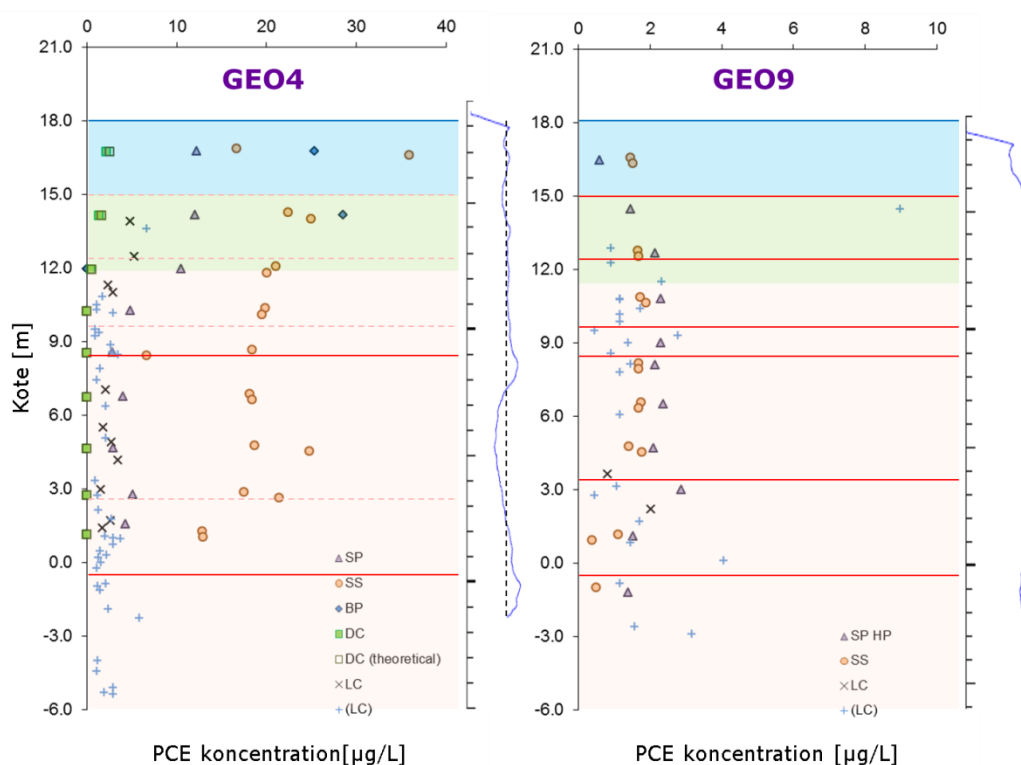 0 10 20 30 40
21.0
GEO4
18.0
15.0
12.0
9.0
6.0
3.0
0.0
-3.0
-6.0
Kote [m]
SP
SS
BP
DC
DC (theoretical)
LC
(LC)
PCE koncentration[µg/L]
0 2 4 6 8 10
21.0
GEO9
18.0
15.0
12.0
9.0
6.0
3.0
0.0
-3.0
-6.0
SP HP
SS
LC
(LC)
PCE koncentration [µg/L]